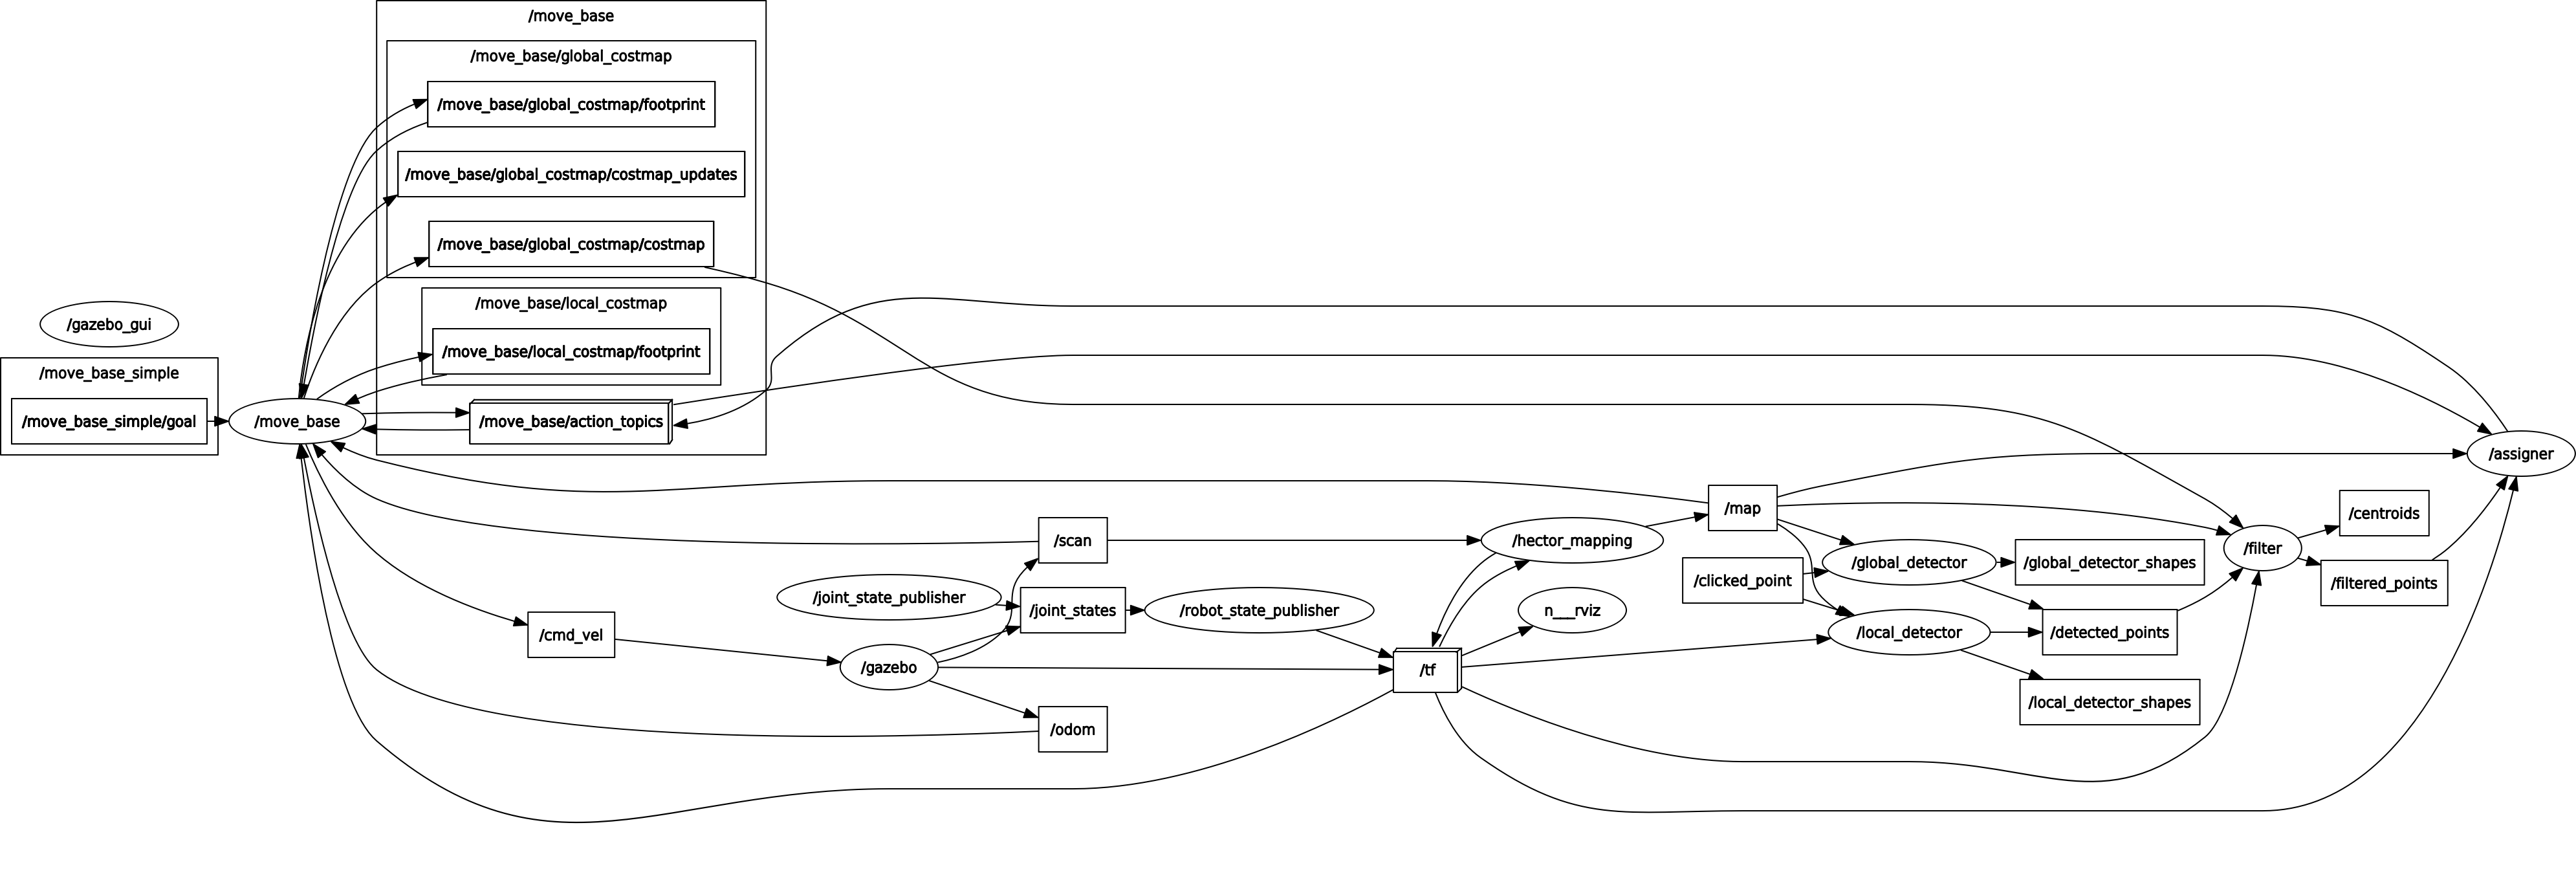 /move_base
/move_base/global_costmap
/move_base/global_costmap/footprint
/move_base/global_costmap/costmap_updates
/move_base/global_costmap/costmap
/move_base/local_costmap
/move_base/local_costmap/footprint
/move_base/action_topics
/gazebo_gui
/move_base_simple
/move_base_simple/goal
/move_base
/cmd_vel
/joint_state_publisher
/gazebo
/scan
/joint_states
/odom
/robot_state_publisher
/tf
/hector_mapping
n___rviz
/map
/clicked_point
/global_detector
/local_detector
/global_detector_shapes
/detected_points
/local_detector_shapes
/filter
/centroids
/filtered_points
/assigner